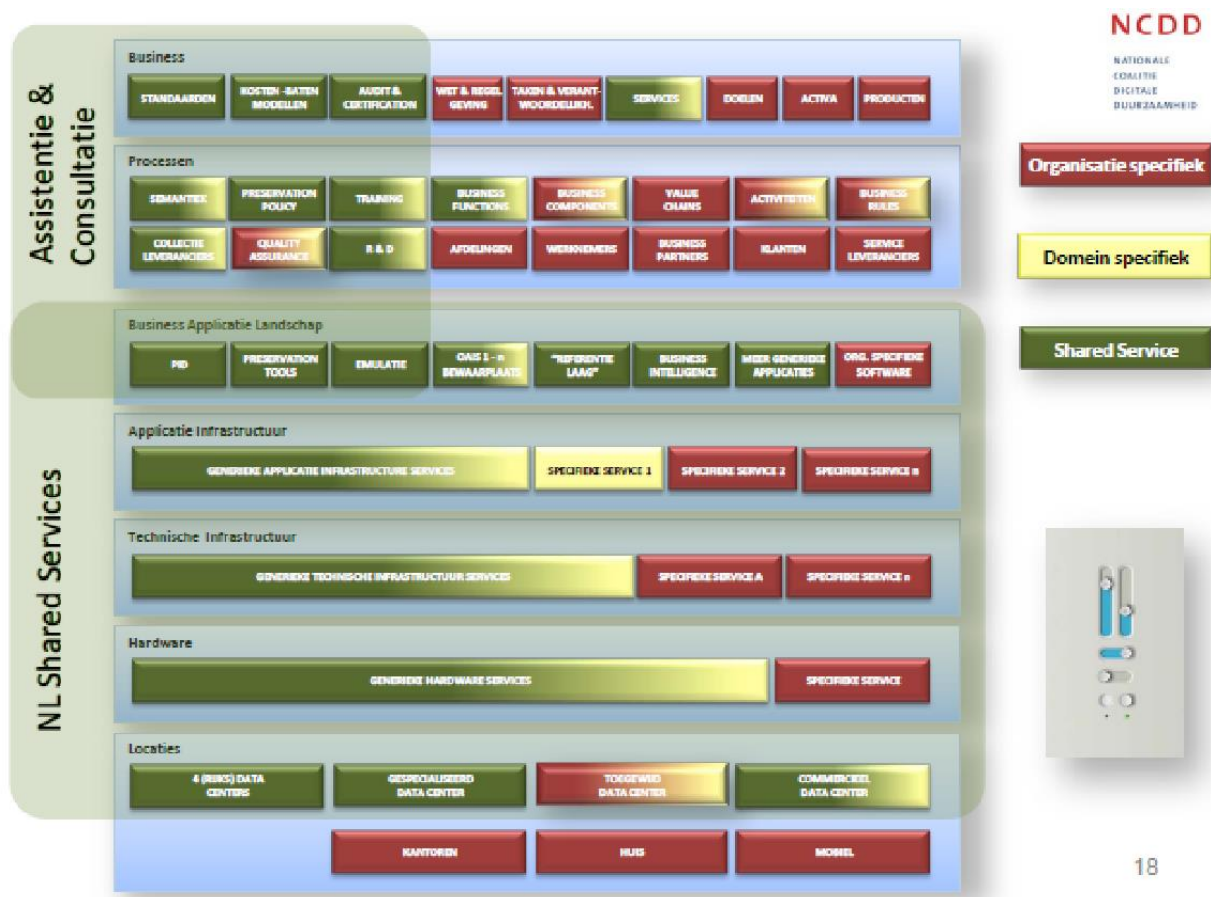 NCDD
NATIONALE
COALITIE
DIGITALE
DUURZAAMHEID
Assistentie &
Consultatie
Business
STANDAARDEN
KOSTEN -BATEN
MODELLEN
AUDIT &
CERTIFICATION
WET & REGEL
GEVING
TAKEN & VERANT-
WOORDELIJKH.
SERVICES
DOELEN
ACTIVA
PRODUCTEN
Processen
SEMANTIEK
PRESERVATION
POLICY
TRAINING
BUSINESS
FUNCTIONS
BUSINESS
COMPONENTS
VALUE
CHAINS
ACTIVITEITEN
BUSINESS
RULES
COLLECTIE
LEVERANCIERS
QUALITY
ASSURANCE
R & D
AFDELINGEN
WERKNEMERS
BUSINESS
PARTNERS
KLANTEN
SERVICE
LEVERANCIERS
Organisatie specifiek
Domein specifiek
Shared Service
NL Shared Services
Business Applicatie Landschap
PID
PRESERVATION
TOOLS
EMULATIE
OAIS 1 - n
BEWAARPLAATS
"REFERENTIE
LAAG"
BUSINESS
INTELLIGENCE
MEER GENERIEKE
APPLICATIES
ORG. SPECIFIEKE
SOFTWARE
Applicatie Infrastructuur
GENERIEKE APPLICATIE INFRASTRUCTURE SERVICES
SPECIFIEKE SERVICE 1
SPECIFIEKE SERVICE 2
SPECIFIEKE SERVICE n
Technische Infrastructuur
GENERIEKE TECHNISCHE INFRASTRUCTUUR SERVICES
SPECIFIEKE SERVICE A
SPECIFIEKE SERVICE n
Hardware
GENERIEKE HARDWARE SERVICES
SPECIFIEKE SERVICE
Locaties
4 (RIJKS) DATA
CENTERS
GESPECIALISEERD
DATA CENTER
TOEGEWIJD
DATA CENTER
COMMERCIEEL
DATA CENTER
KANTOREN
HUIS
MOBIEL
18